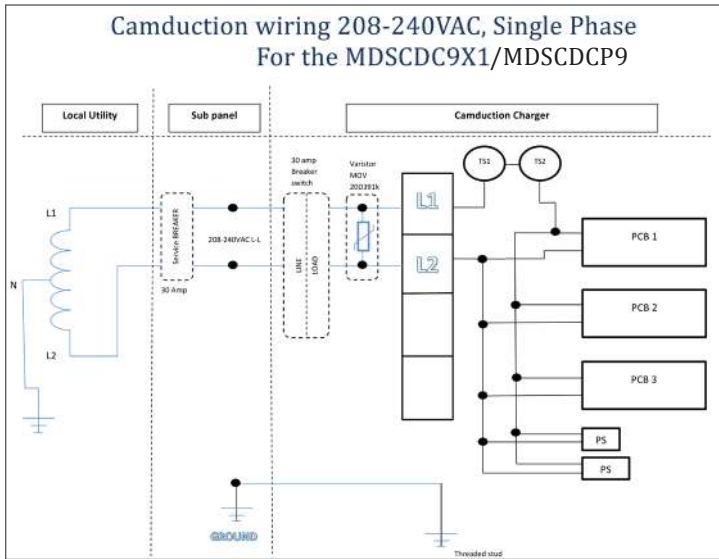 Camduction wiring 208-240VAC, Single Phase
For the MDSCDC9X1/MDSCDCP9
Local Utility
Sub panel
Camduction Charger
L1
N
L2
Service BREAKER
30 Amp
208-240VAC L-L
30 amp
Breaker
switch
LINE
LOAD
Varistor
MOV
20D391k
L1
L2
TS1
TS2
PCB 1
PCB 2
PCB 3
PS
PS
GROUND
Threaded stud